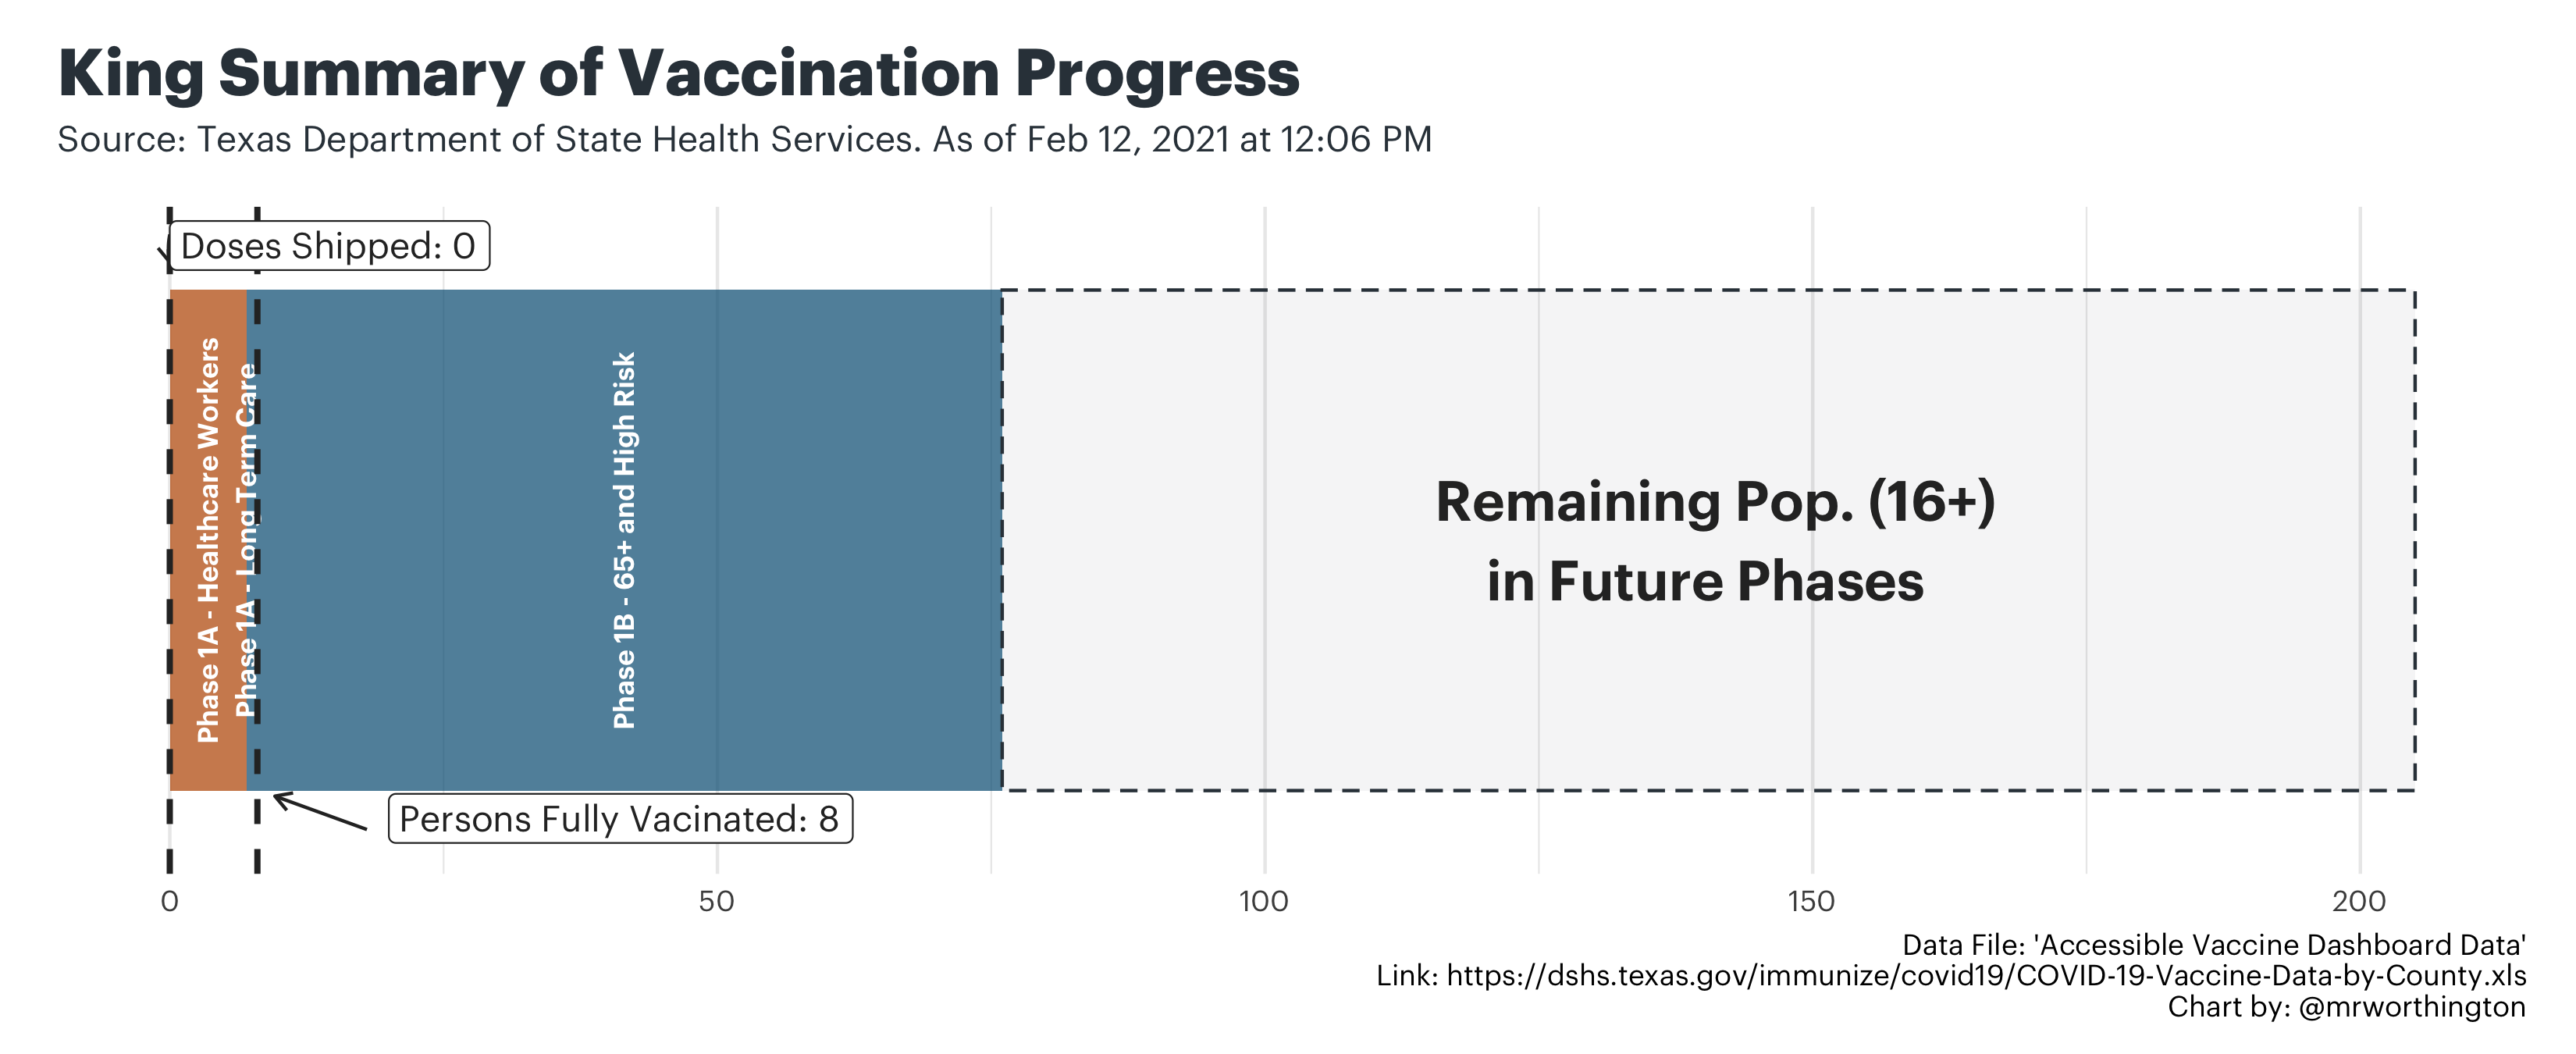 King Summary of Vaccination Progress
Source: Texas Department of State Health Services. As of Feb 12, 2021 at 12:06 PM
Doses Shipped: 0
Phase 1A - Healthcare Workers
Phase 1A - Long Term Care
Phase 1B - 65+ and High Risk
Remaining Pop. (16+)
in Future Phases
Persons Fully Vacinated: 8
0 50 100 150 200
Data File: 'Accessible Vaccine Dashboard Data'
Link: https://dshs.texas.gov/immunize/covid19/COVID-19-Vaccine-Data-by-County.xls
Chart by: @mrworthington